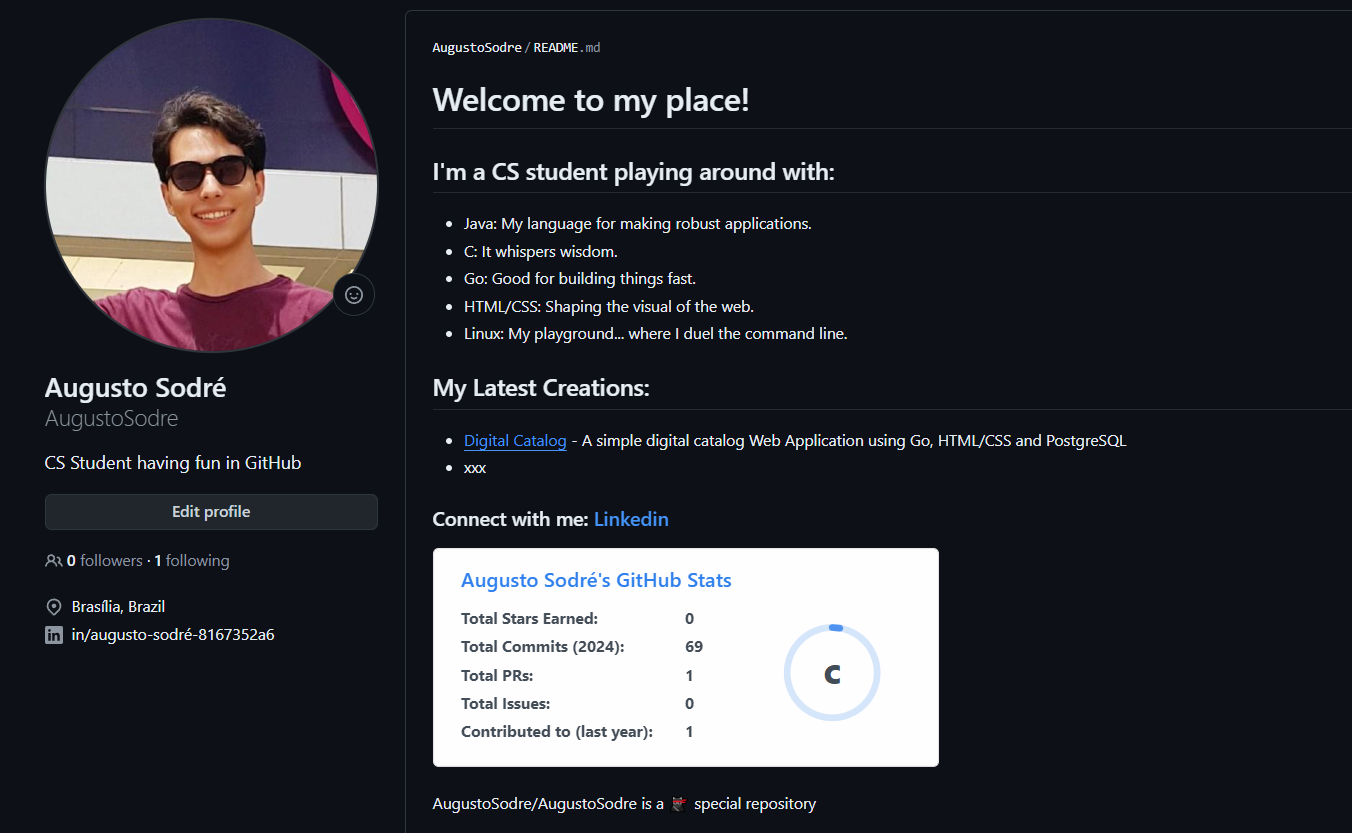 Augusto Sodré
AugustoSodre
CS Student having fun in GitHub
Edit profile
0 followers · 1 following
Brasília, Brazil
in/augusto-sodré-8167352a6
AugustoSodre/README.md
Welcome to my place!
I'm a CS student playing around with:
• Java: My language for making robust applications.
• C: It whispers wisdom.
• Go: Good for building things fast.
• HTML/CSS: Shaping the visual of the web.
• Linux: My playground... where I duel the command line.
My Latest Creations:
• Digital Catalog - A simple digital catalog Web Application using Go, HTML/CSS and PostgreSQL
• xxx
Connect with me: Linkedin
Augusto Sodré's GitHub Stats
Total Stars Earned: 0
Total Commits (2024): 69
Total PRs: 1
Total Issues: 0
Contributed to (last year): 1
C
AugustoSodre/AugustoSodre is a special repository